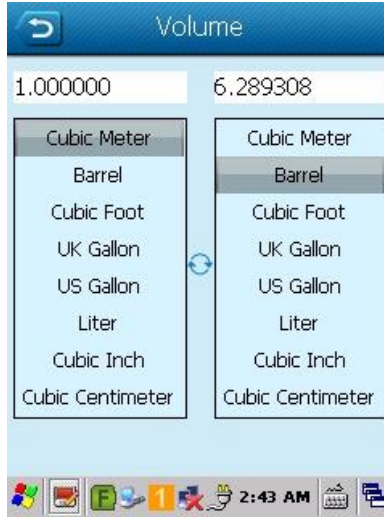 Volume
1.000000 6.289308
Cubic Meter Cubic Meter
Barrel Barrel
Cubic Foot Cubic Foot
UK Gallon UK Gallon
US Gallon US Gallon
Liter Liter
Cubic Inch Cubic Inch
Cubic Centimeter Cubic Centimeter
F 1 2:43 AM